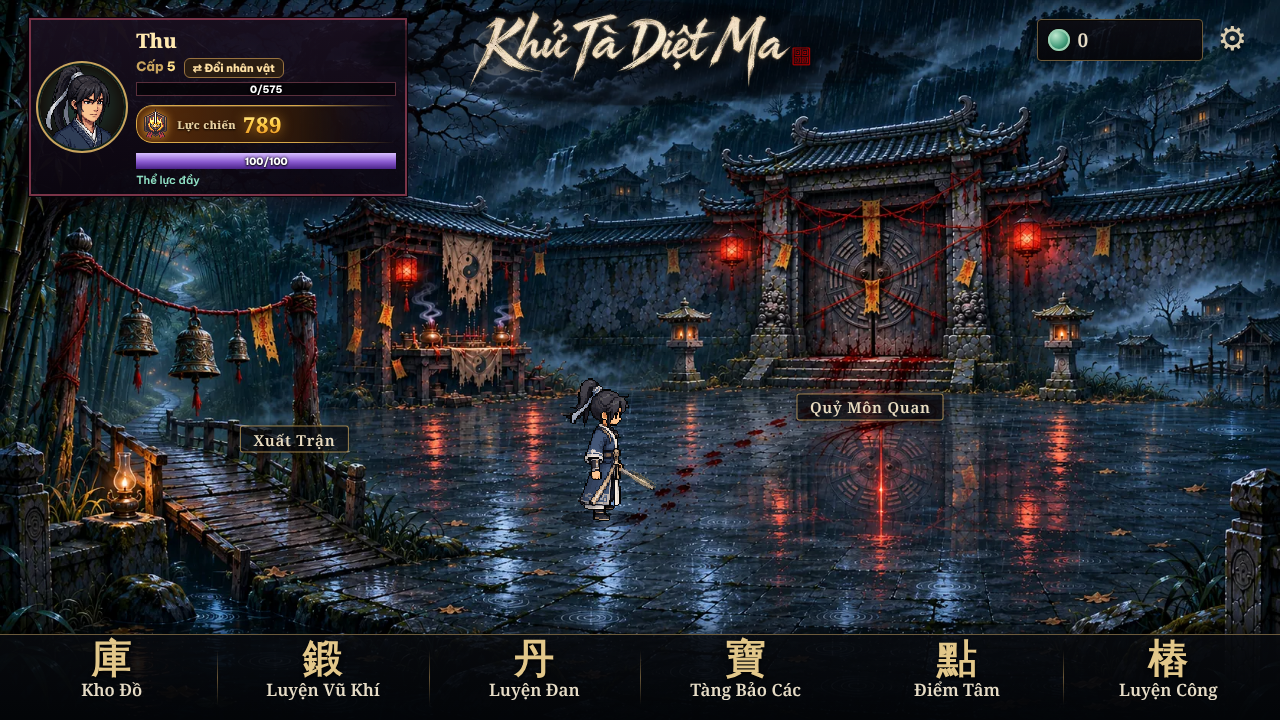 Thu
Cấp 5 ⇄ Đổi nhân vật
0/575
Lực chiến 789
100/100
Thể lực đầy
Khử Tà Diệt Ma
0
Xuất Trận
Quỷ Môn Quan
庫 鍛 丹 寶 點 樁
Kho Đồ Luyện Vũ Khí Luyện Đan Tàng Bảo Các Điểm Tâm Luyện Công